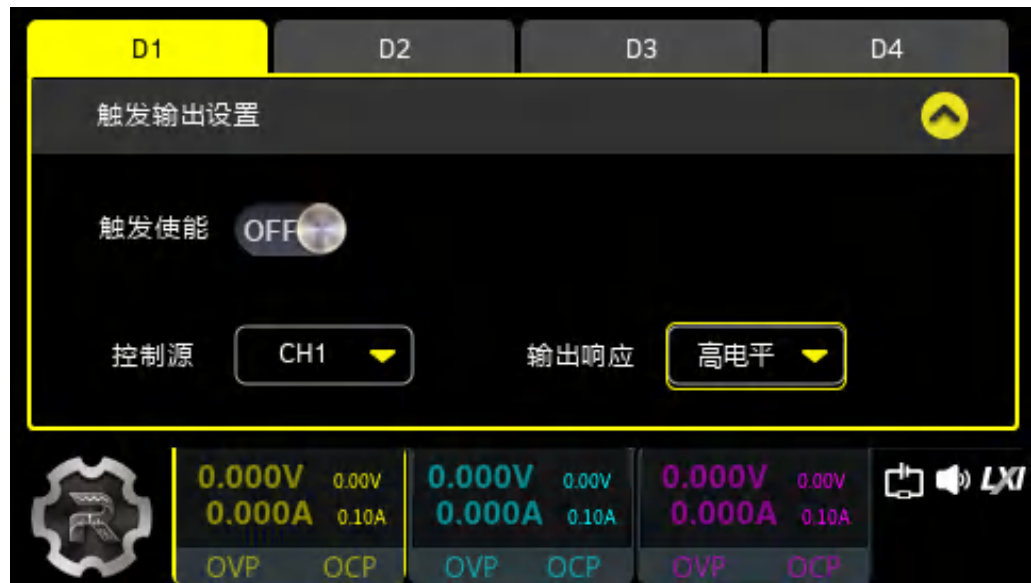 D1 D2 D3 D4
触发输出设置
触发使能 OFF
控制源 CH1 输出响应 高电平
0.000V 0.00V 0.000V 0.00V 0.000V 0.00V LXI
0.000A 0.10A 0.000A 0.10A 0.000A 0.10A
OVP OCP OVP OCP OVP OCP